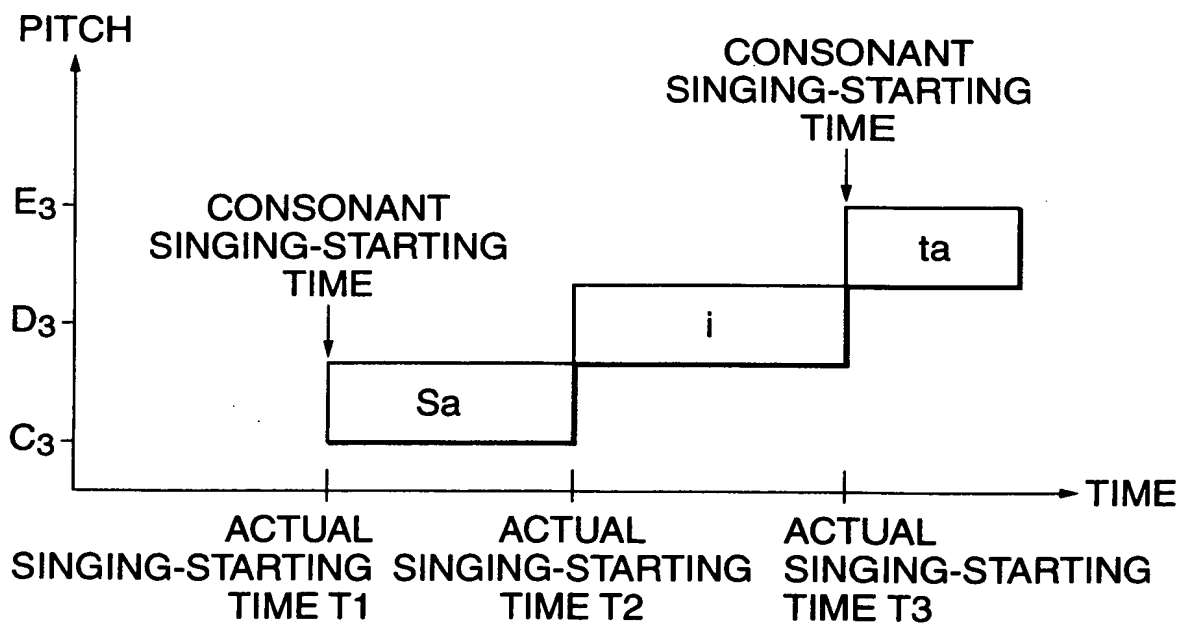 PITCH
CONSONANT
SINGING-STARTING
TIME
E3
CONSONANT
SINGING-STARTING
TIME
ta
D3
i
Sa
C3
TIME
ACTUAL
SINGING-STARTING
TIME T1
ACTUAL
SINGING-STARTING
TIME T2
ACTUAL
SINGING-STARTING
TIME T3